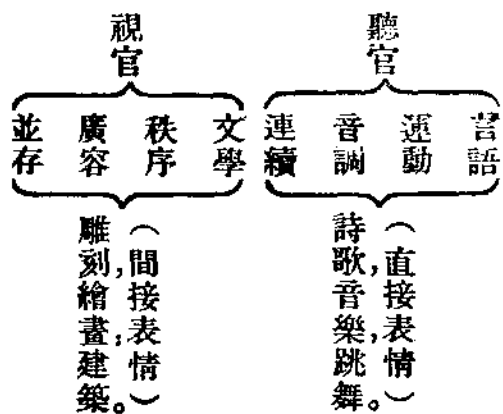 聽官
言語
運動
音調
連續
（直接表情）
詩歌，音樂，跳舞。
視官
文學
秩序
廣容
並存
（間接表情）
雕刻，繪畫，建築。